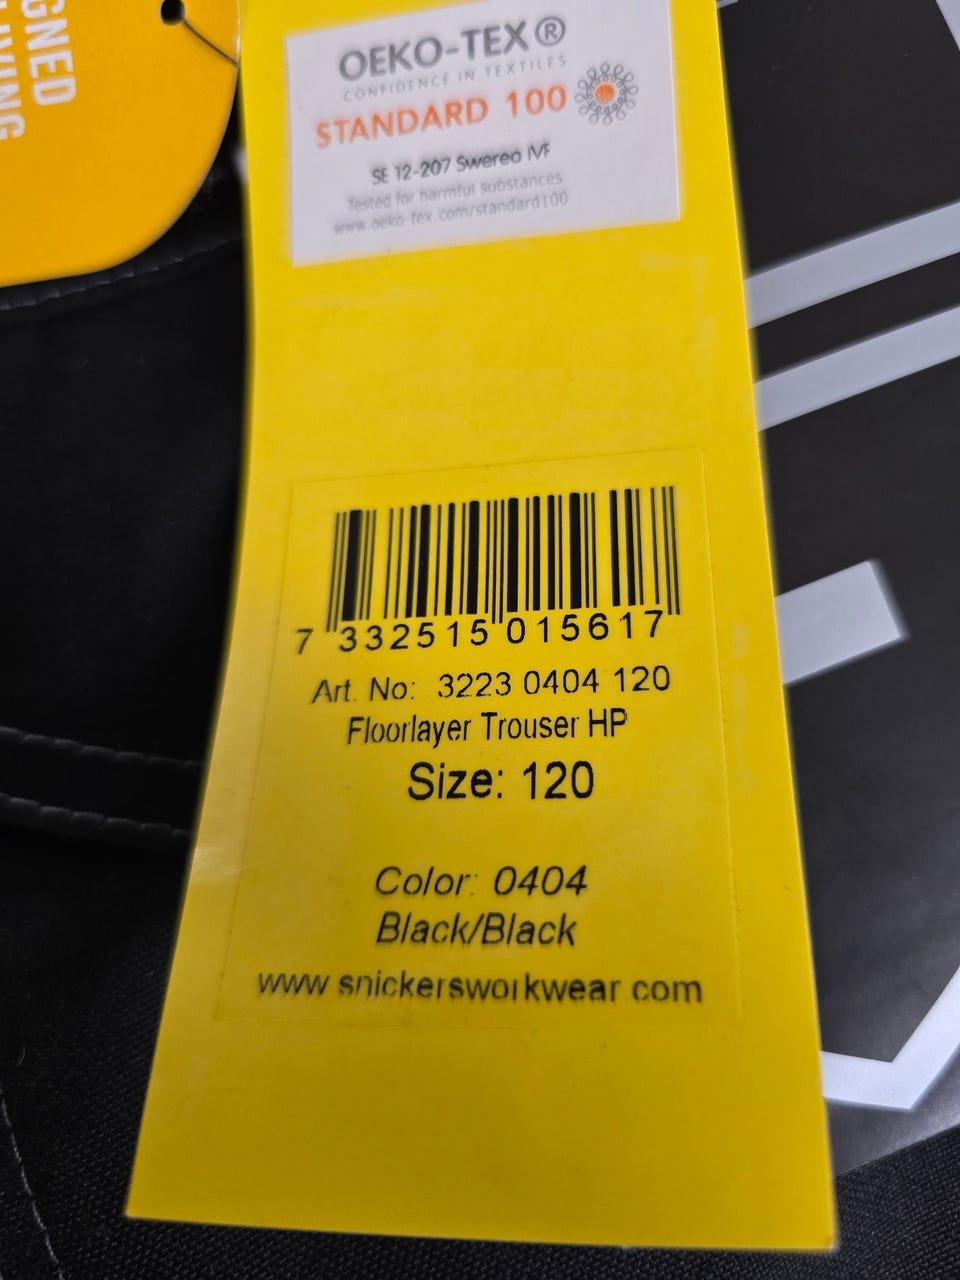 GNED
VING
OEKO-TEX®
CONFIDENCE IN TEXTILES
STANDARD 100
SE 12-207 Swerea IVF
Tested for harmful substances
www.oeko-tex.com/standard100
7 332515 015617
Art. No: 3223 0404 120
Floorlayer Trouser HP
Size: 120
Color: 0404
Black/Black
www.snickersworkwear.com